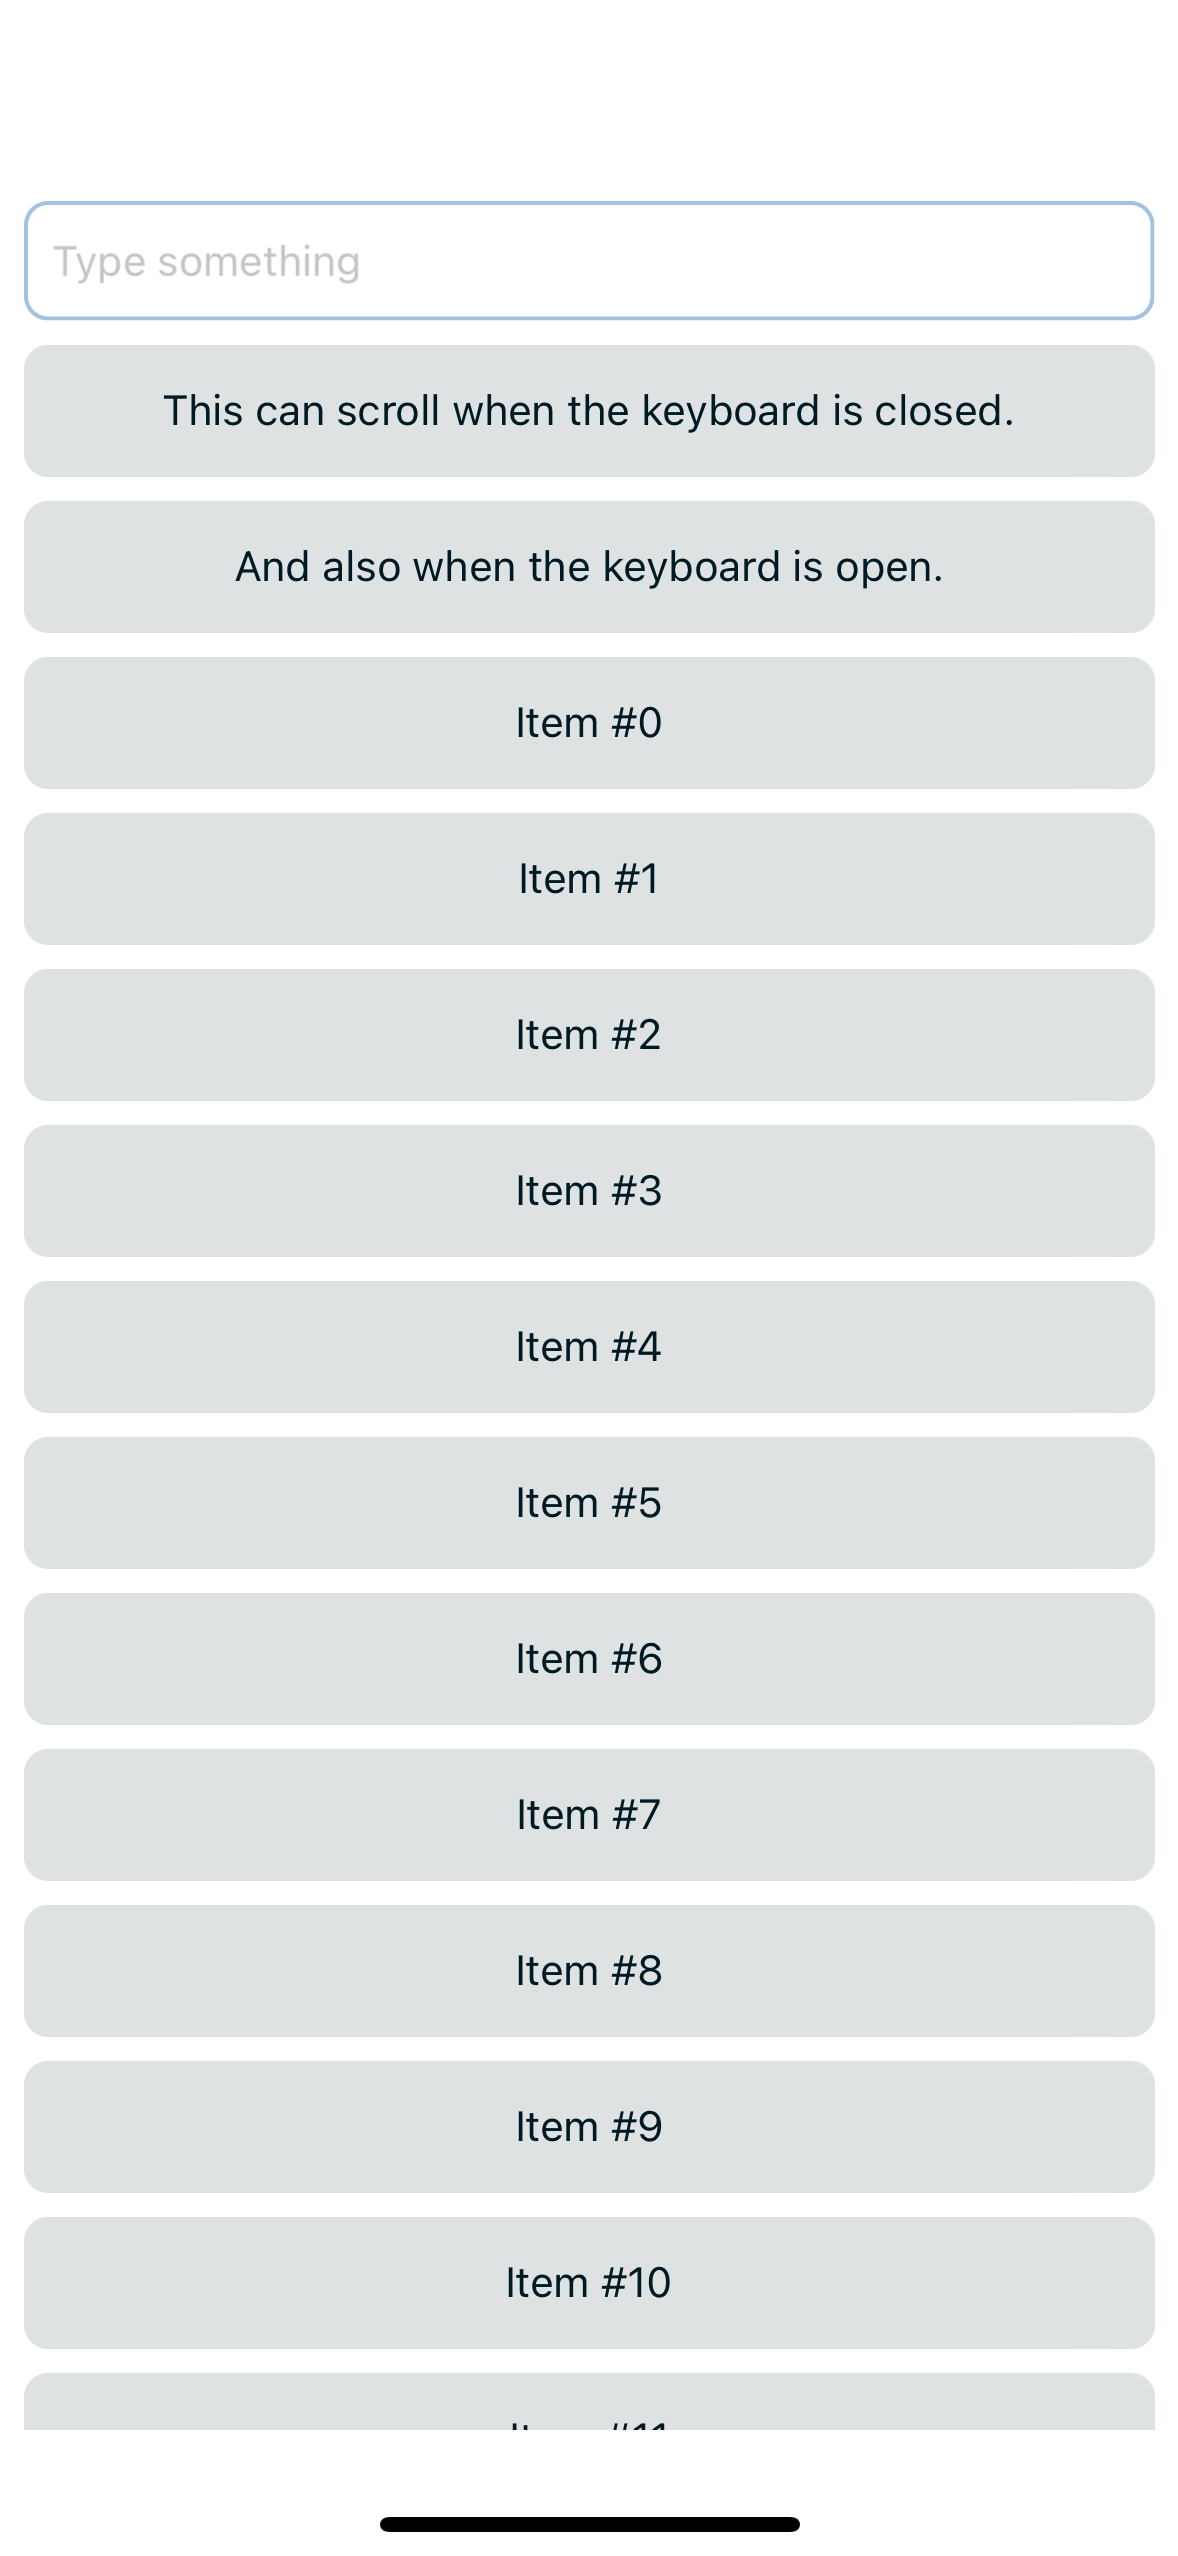 Type something
This can scroll when the keyboard is closed.
And also when the keyboard is open.
Item #0
Item #1
Item #2
Item #3
Item #4
Item #5
Item #6
Item #7
Item #8
Item #9
Item #10
Item #11